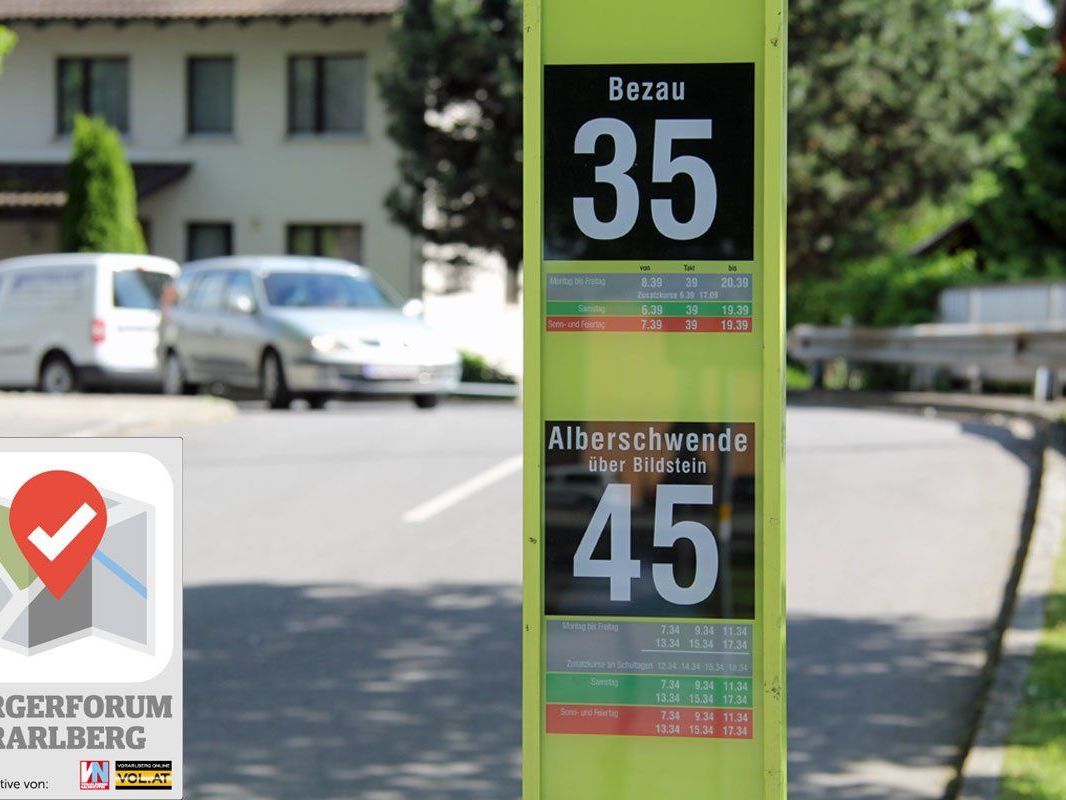 Bezau
35
von Takt bis
Montag bis Freitag 8.39 39 20.39
Zusatzkurse 6.39 17.09
Samstag 6.39 39 19.39
Sonn- und Feiertag 7.39 39 19.39
Alberschwende
über Bildstein
45
Montag bis Freitag 7.34 9.34 11.34
13.34 15.34 17.34
Zusatzkurse an Schultagen 12.34 14.34 15.34 18.34
Samstag 7.34 9.34 11.34
13.34 15.34 17.34
Sonn- und Feiertag 7.34 9.34 11.34
13.34 15.34 17.34
RGERFORUM
RARLBERG
tive von:
VN
VORARLBERG ONLINE
VOL.AT